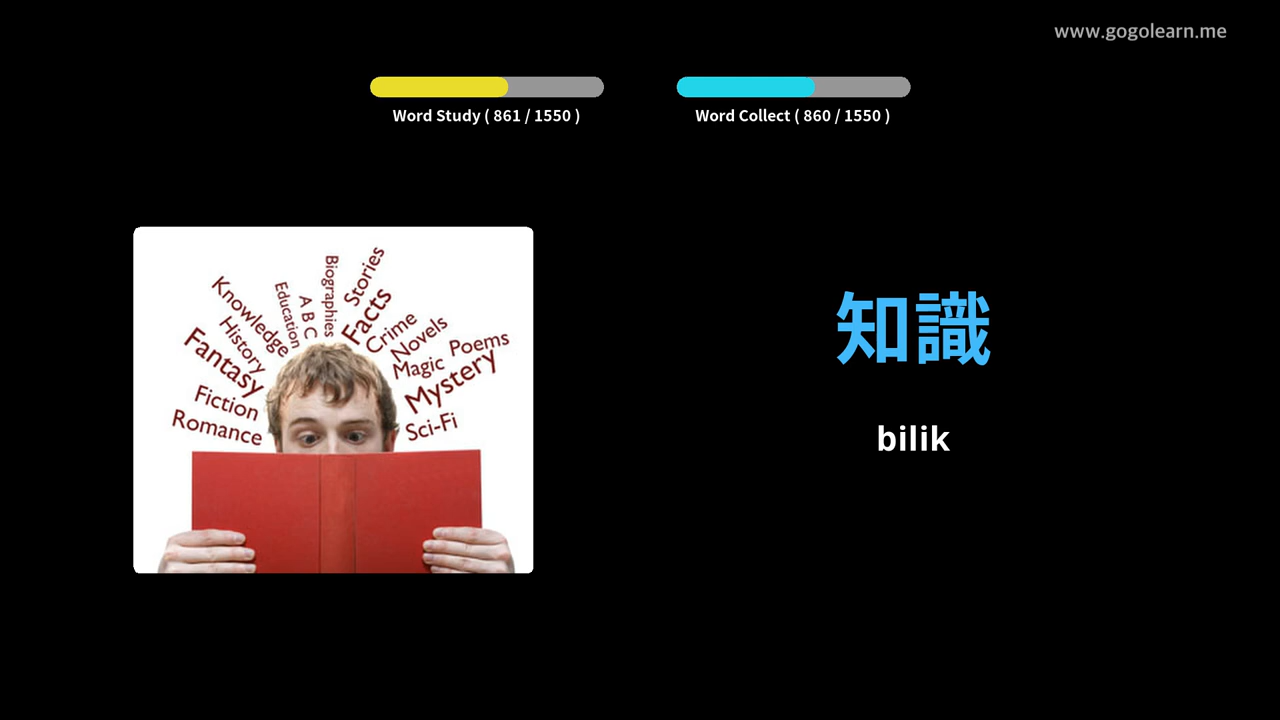 www.gogolearn.me
Word Study ( 861 / 1550 )
Word Collect ( 860 / 1550 )
Knowledge
Education
A B C
Biographies
Stories
Facts
History
Crime
Novels
Fantasy
Magic
Poems
Mystery
Fiction
Romance
Sci-Fi
知識
bilik